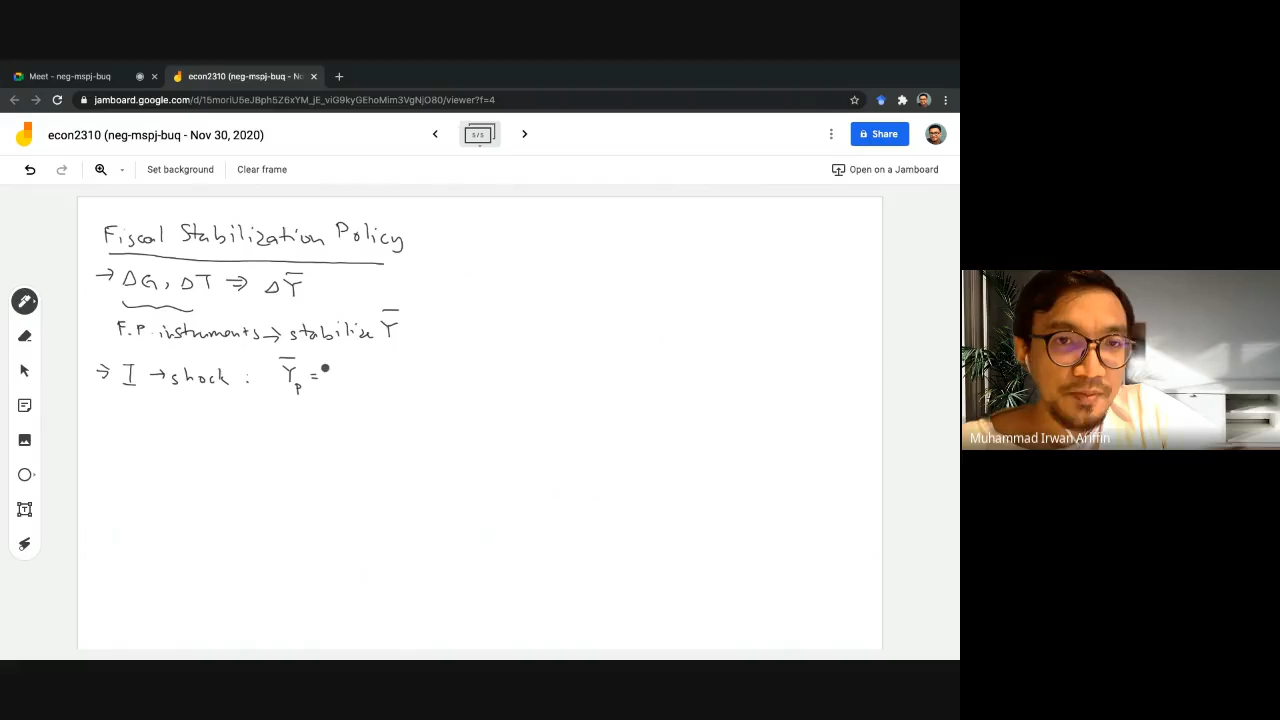 Meet - neg-mspj-buq
econ2310 (neg-mspj-buq - No
jamboard.google.com/d/15moriU5eJBph5Z6xYM_jE_viG9kyGEhoMim3VgNjO80/viewer?f=4
econ2310 (neg-mspj-buq - Nov 30, 2020)
5/5
Share
Set background
Clear frame
Open on a Jamboard
Fiscal Stabilization Policy
→ ΔG, ΔT ⇒ ΔȲ
F.P. instruments → stabilize Ȳ
⇒ I → shock : Ȳp =
Muhammad Irwan Ariffin